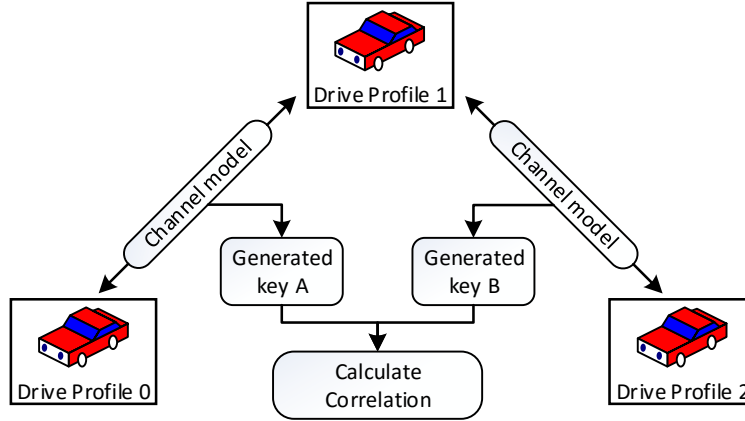 Drive Profile 1
Channel model
Channel model
Generated
key A
Generated
key B
Drive Profile 0
Calculate
Correlation
Drive Profile 2